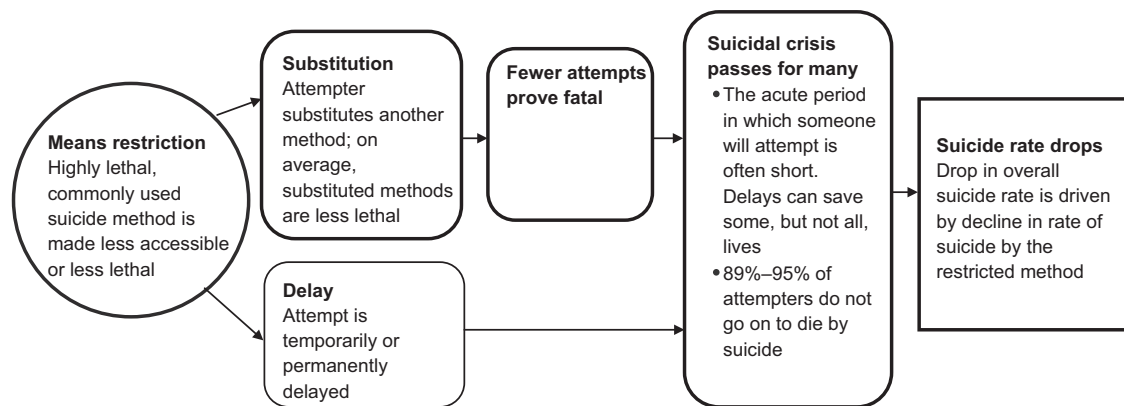 Means restriction
Highly lethal,
commonly used
suicide method is
made less accessible
or less lethal
Substitution
Attempter
substitutes another
method; on
average,
substituted methods
are less lethal
Delay
Attempt is
temporarily or
permanently
delayed
Fewer attempts
prove fatal
Suicidal crisis
passes for many
•The acute period
in which someone
will attempt is
often short.
Delays can save
some, but not all,
lives
•89%–95% of
attempters do not
go on to die by
suicide
Suicide rate drops
Drop in overall
suicide rate is driven
by decline in rate of
suicide by the
restricted method